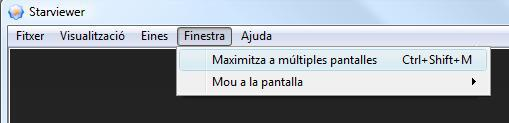 Starviewer
Fitxer Visualització Eines Finestra Ajuda
Maximitza a múltiples pantalles Ctrl+Shift+M
Mou a la pantalla